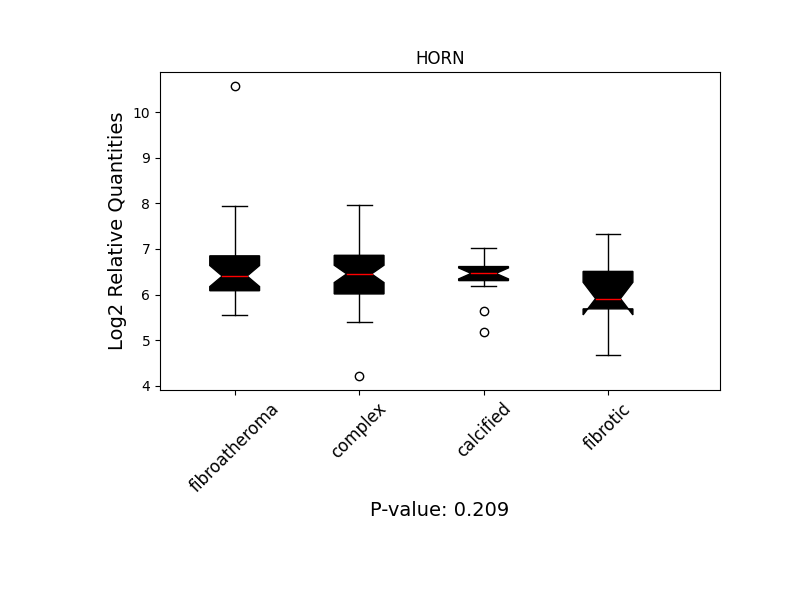 HORN
Log2 Relative Quantities
10
9
8
7
6
5
4
fibroatheroma
complex
calcified
fibrotic
P-value: 0.209